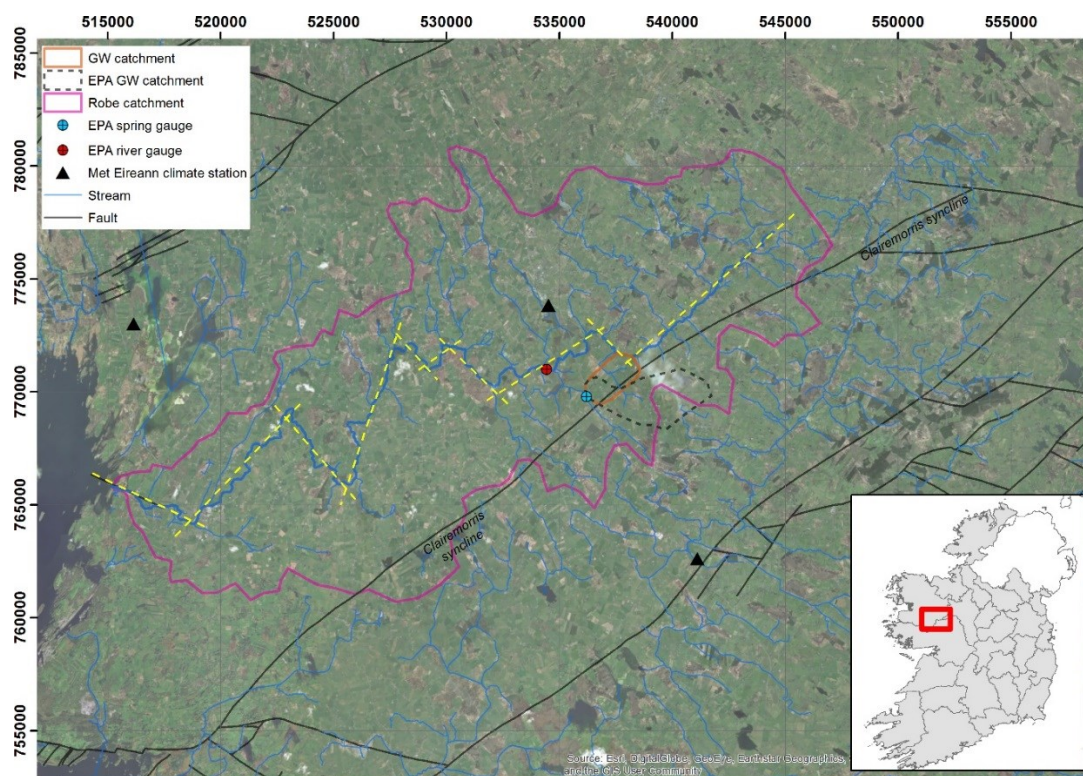 515000 520000 525000 530000 535000 540000 545000 550000 555000
785000
780000
775000
770000
765000
760000
755000
GW catchment
EPA GW catchment
Robe catchment
EPA spring gauge
EPA river gauge
Met Eireann climate station
Stream
Fault
Clairemorris syncline
Clairemorris
syncline
Source: Esri, DigitalGlobe, GeoEye, Earthstar Geographics,
and the GIS User Community